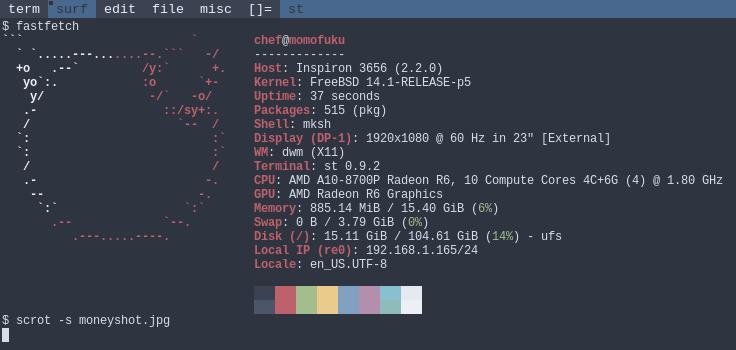 term surf edit file misc []= st
$ fastfetch
```                        `
  ` `.....---.......--.```   -/    chef@momofuku
  +o   .--`         /y:`      +.   -------------
   yo`:.            :o      `+-    Host: Inspiron 3656 (2.2.0)
    y/               -/`   -o/     Kernel: FreeBSD 14.1-RELEASE-p5
   .-                  ::/sy+:.    Uptime: 37 seconds
   /                     `--  /    Packages: 515 (pkg)
  `:                          :`   Shell: mksh
  `:                          :`   Display (DP-1): 1920x1080 @ 60 Hz in 23" [External]
   /                          /    WM: dwm (X11)
   .-                        -.    Terminal: st 0.9.2
    --                      -.     CPU: AMD A10-8700P Radeon R6, 10 Compute Cores 4C+6G (4) @ 1.80 GHz
     `:`                  `:`      GPU: AMD Radeon R6 Graphics
       .--             `--.        Memory: 885.14 MiB / 15.40 GiB (6%)
          .---.....----.           Swap: 0 B / 3.79 GiB (0%)
Disk (/): 15.11 GiB / 104.61 GiB (14%) - ufs
Local IP (re0): 192.168.1.165/24
Locale: en_US.UTF-8
$ scrot -s moneyshot.jpg